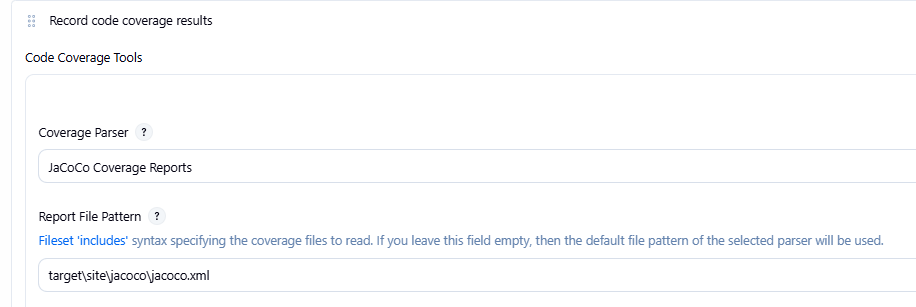 Record code coverage results
Code Coverage Tools
Coverage Parser ?
JaCoCo Coverage Reports
Report File Pattern ?
Fileset 'includes' syntax specifying the coverage files to read. If you leave this field empty, then the default file pattern of the selected parser will be used.
target\site\jacoco\jacoco.xml